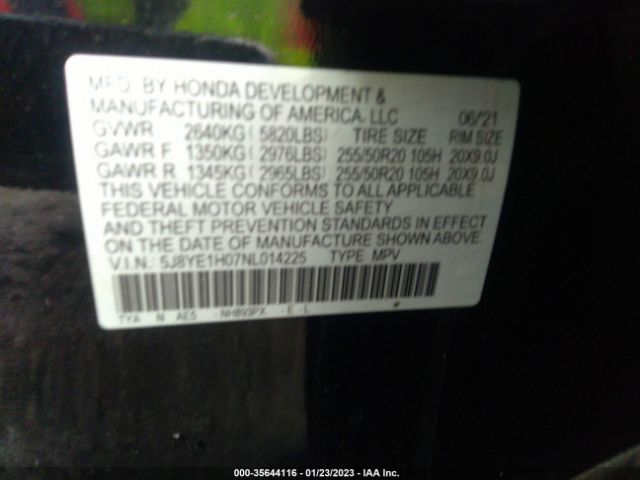 MFD. BY HONDA DEVELOPMENT &
MANUFACTURING OF AMERICA, LLC 06/21
GVWR 2640KG( 5820LBS) TIRE SIZE RIM SIZE
GAWR F 1350KG( 2976LBS) 255/50R20 105H 20X9.0J
GAWR R 1345KG( 2965LBS) 255/50R20 105H 20X9.0J
THIS VEHICLE CONFORMS TO ALL APPLICABLE
FEDERAL MOTOR VEHICLE SAFETY
AND THEFT PREVENTION STANDARDS IN EFFECT
ON THE DATE OF MANUFACTURE SHOWN ABOVE.
V.I.N.: 5J8YE1H07NL014225 TYPE MPV
TYA N AE5 -NH893PX -E-L
000-35644116 - 01/23/2023 - IAA Inc.